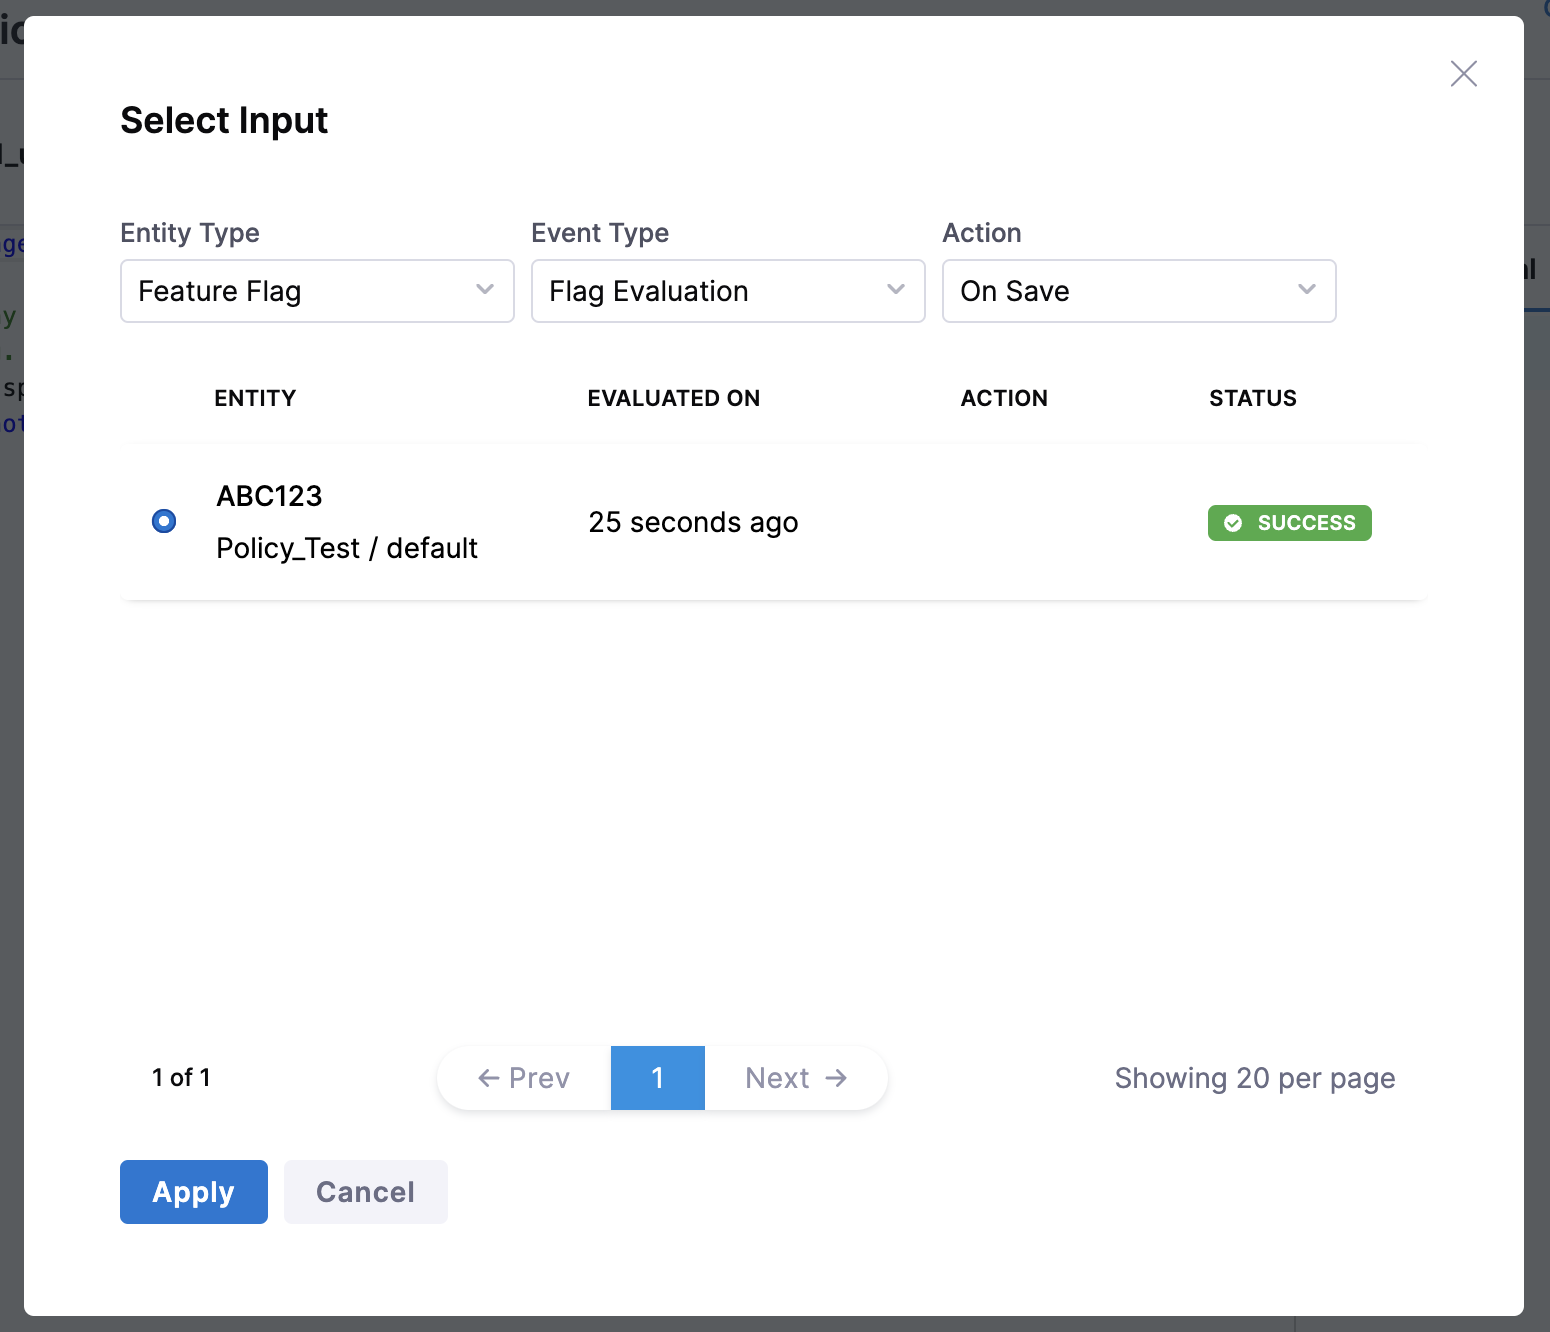 Select Input
Entity Type Event Type Action
Feature Flag Flag Evaluation On Save
ENTITY EVALUATED ON ACTION STATUS
ABC123
25 seconds ago SUCCESS
Policy_Test / default
1 of 1 ← Prev 1 Next → Showing 20 per page
Apply Cancel